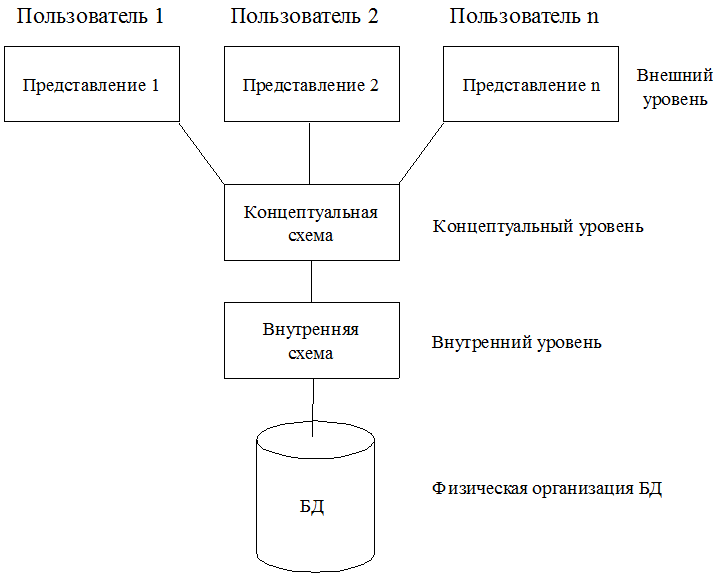 Пользователь 1
Пользователь 2
Пользователь n
Представление 1
Представление 2
Представление n
Внешний
уровень
Концептуальная
схема
Концептуальный уровень
Внутренняя
схема
Внутренний уровень
БД
Физическая организация БД